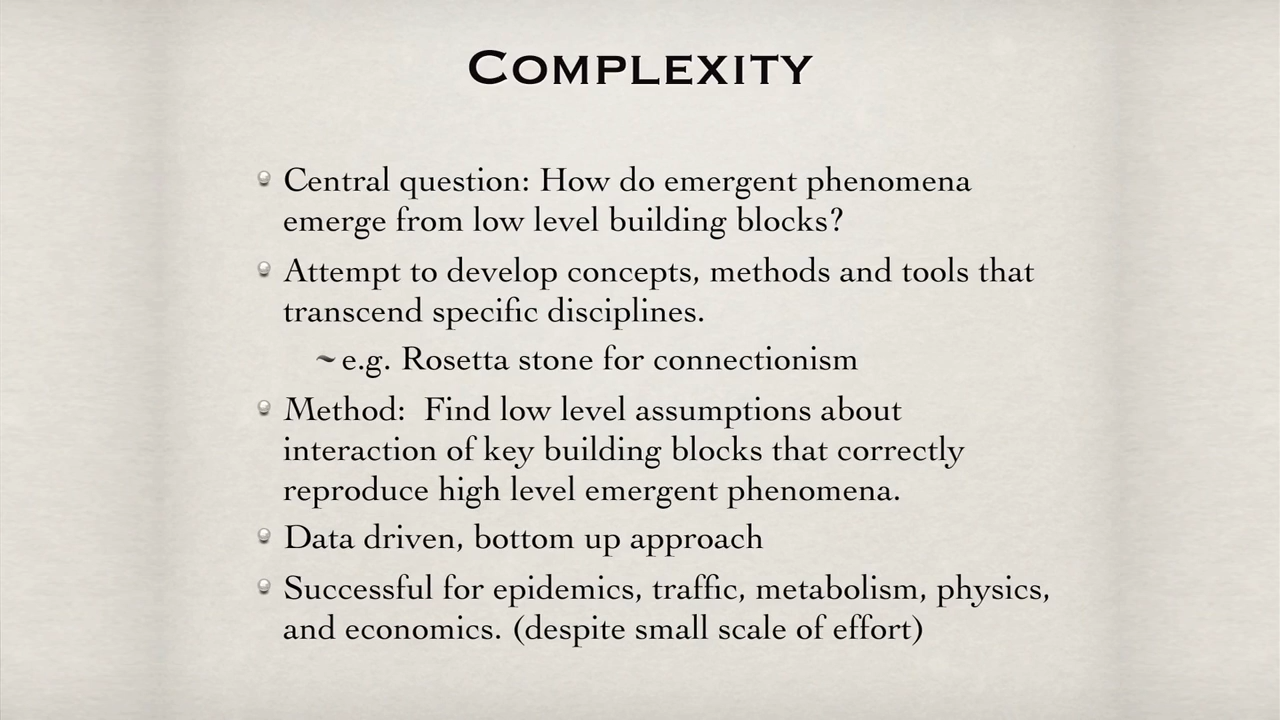 Complexity
Central question: How do emergent phenomena
emerge from low level building blocks?
Attempt to develop concepts, methods and tools that
transcend specific disciplines.
~ e.g. Rosetta stone for connectionism
Method:  Find low level assumptions about
interaction of key building blocks that correctly
reproduce high level emergent phenomena.
Data driven, bottom up approach
Successful for epidemics, traffic, metabolism, physics,
and economics. (despite small scale of effort)